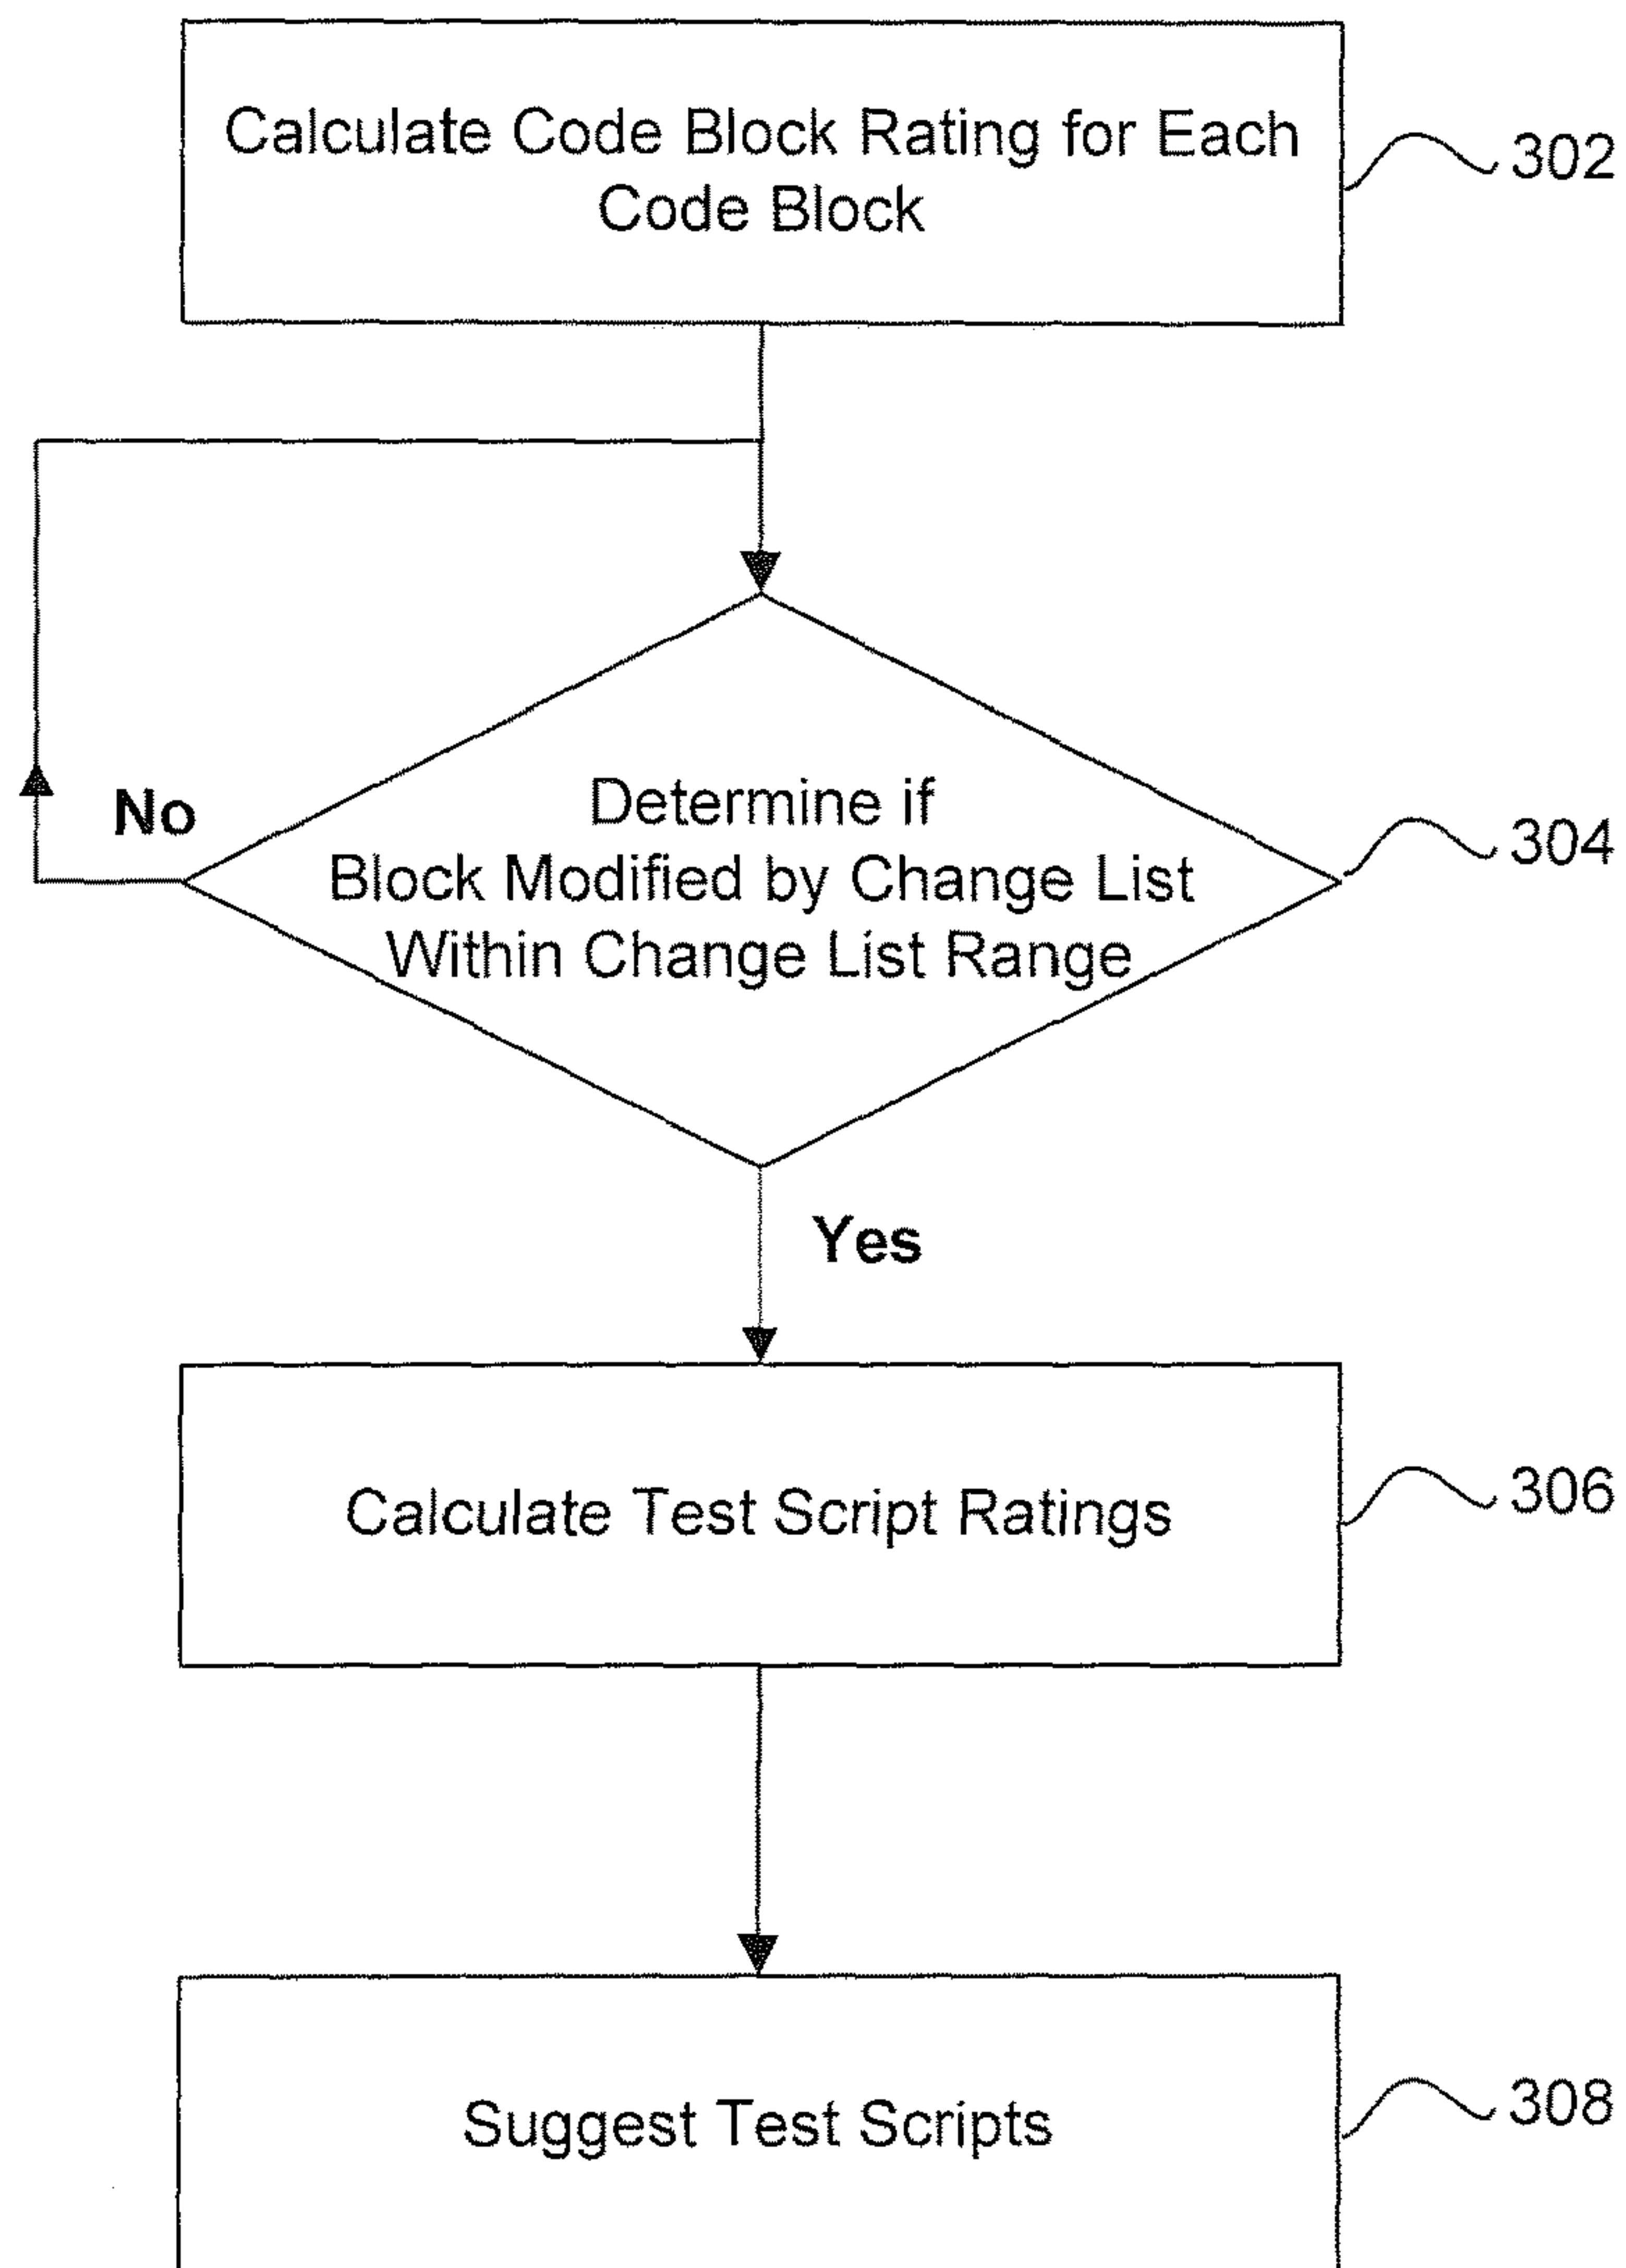 Calculate Code Block Rating for Each
Code Block
302
Determine if
Block Modified by Change List
Within Change List Range
304
No
Yes
Calculate Test Script Ratings
306
Suggest Test Scripts
308